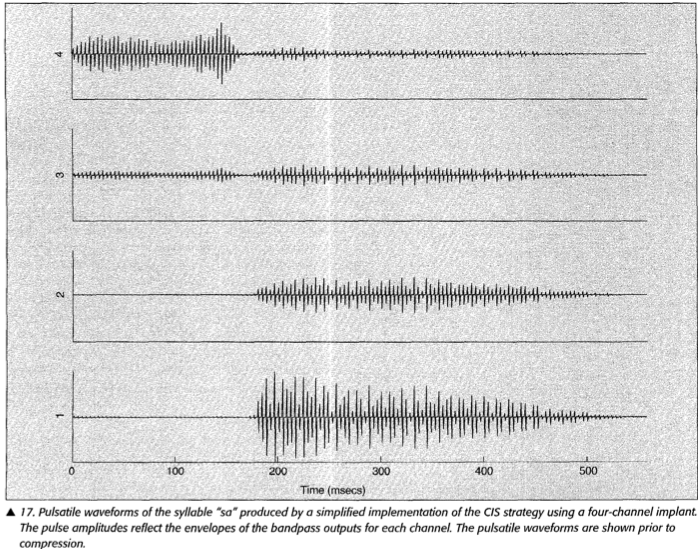 4
3
2
1
0 100 200 300 400 500
Time (msecs)
▲ 17. Pulsatile waveforms of the syllable "sa" produced by a simplified implementation of the CIS strategy using a four-channel implant.
The pulse amplitudes reflect the envelopes of the bandpass outputs for each channel. The pulsatile waveforms are shown prior to
compression.